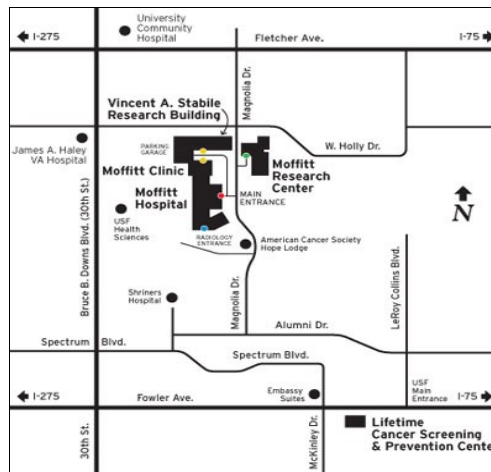 University
Community
Hospital
I-275
Fletcher Ave.
I-75
Magnolia Dr.
Vincent A. Stabile
Research Building
James A. Haley
VA Hospital
PARKING
GARAGE
W. Holly Dr.
Moffitt Clinic
Moffitt
Research
Center
Moffitt
Hospital
MAIN
ENTRANCE
N
USF
Health
Sciences
RADIOLOGY
ENTRANCE
American Cancer Society
Hope Lodge
Bruce B. Downs Blvd. (30th St.)
LeRoy Collins Blvd.
Shriners
Hospital
Magnolia Dr.
Alumni Dr.
Spectrum Blvd.
Spectrum Blvd.
Embassy
Suites
USF
Main
Entrance
I-275
Fowler Ave.
I-75
30th St.
McKinley Dr.
Lifetime
Cancer Screening
& Prevention Center